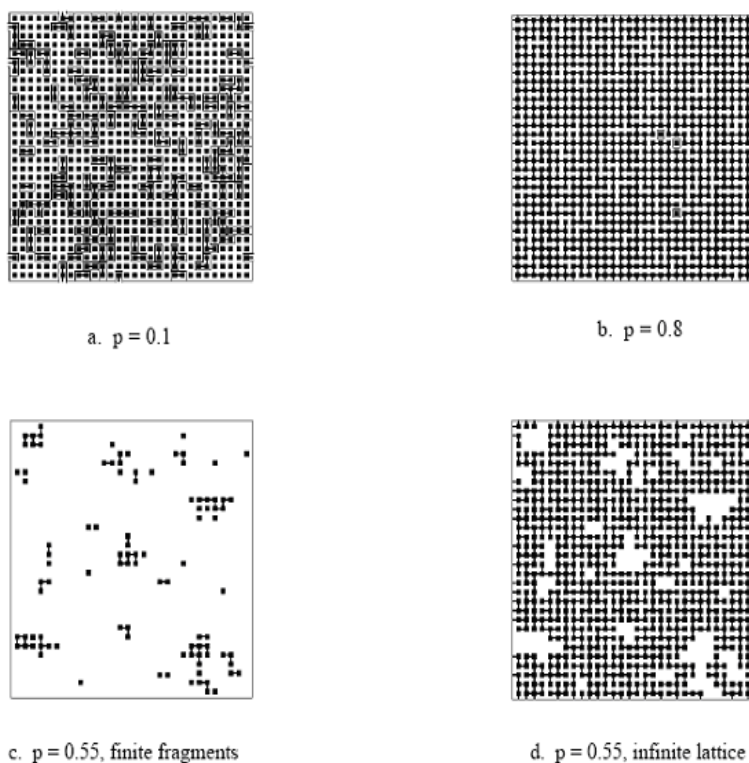 a. p = 0.1
b. p = 0.8
c. p = 0.55, finite fragments
d. p = 0.55, infinite lattice